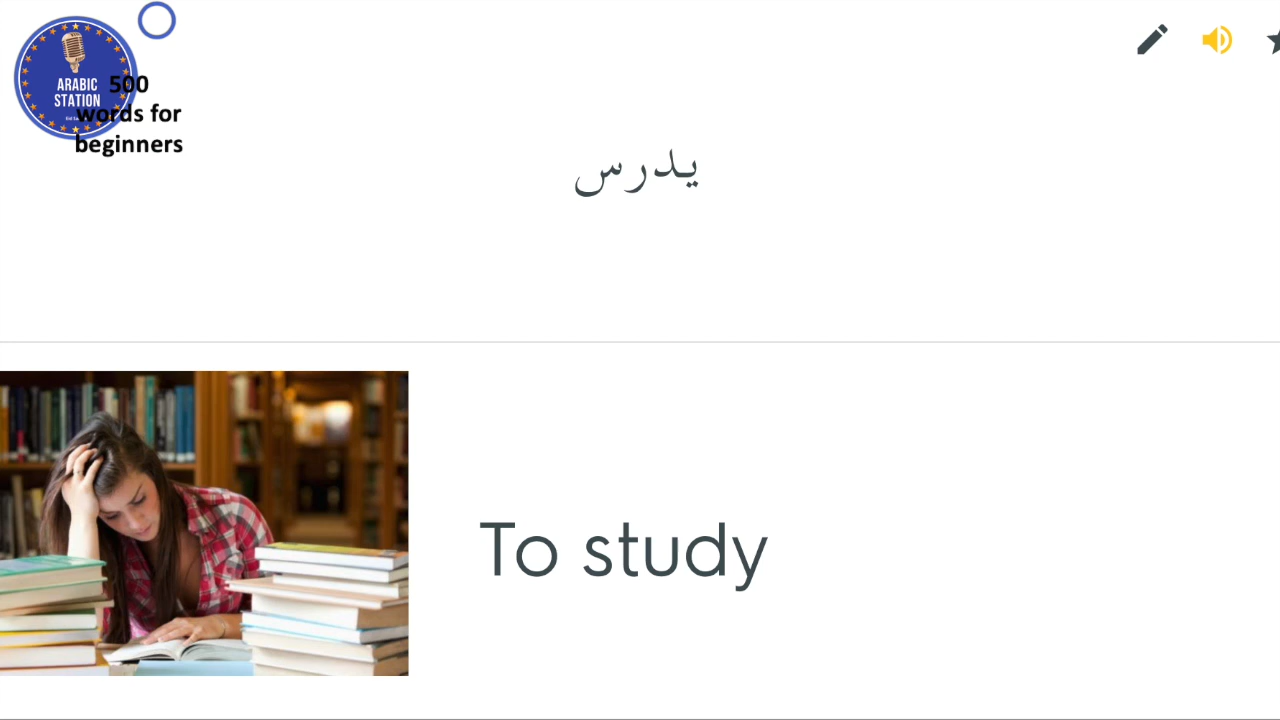 ARABIC
STATION
500
words for
beginners
يدرس
To study